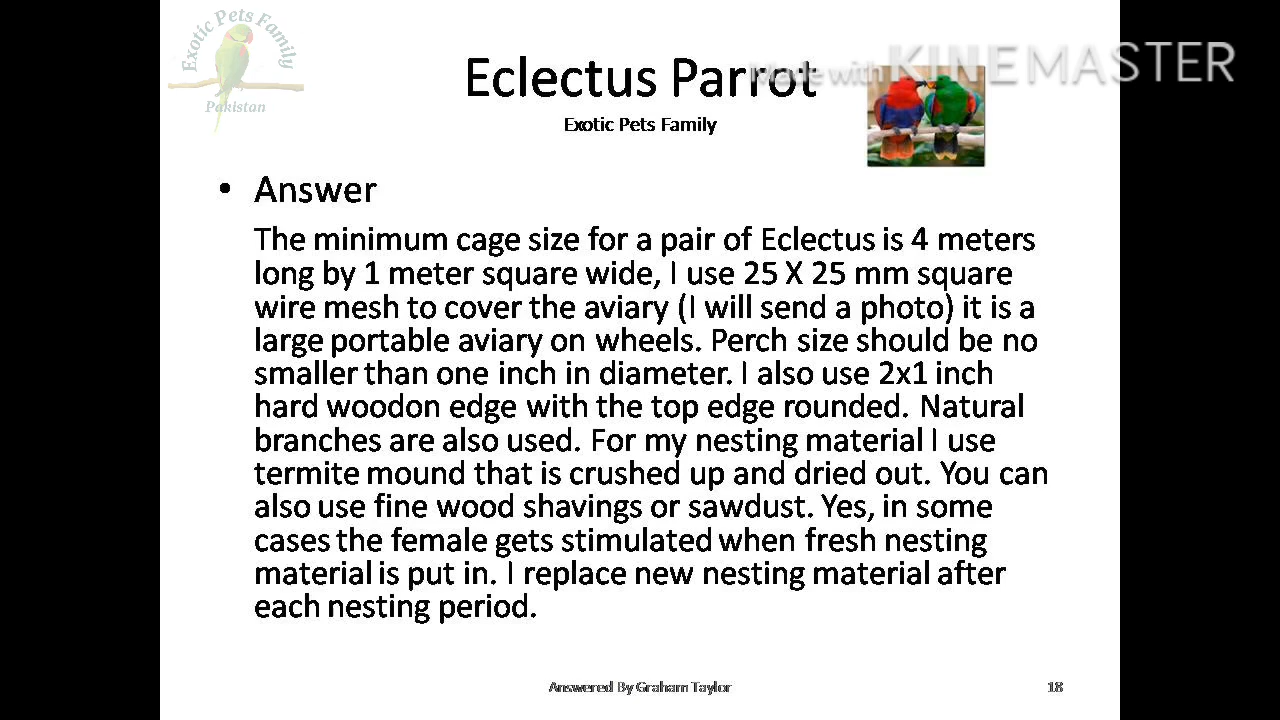 Exotic Pets Family
Pakistan
Made with KINEMASTER
Eclectus Parrot
Exotic Pets Family
• Answer
The minimum cage size for a pair of Eclectus is 4 meters
long by 1 meter square wide, I use 25 X 25 mm square
wire mesh to cover the aviary (I will send a photo) it is a
large portable aviary on wheels. Perch size should be no
smaller than one inch in diameter. I also use 2x1 inch
hard woodon edge with the top edge rounded. Natural
branches are also used. For my nesting material I use
termite mound that is crushed up and dried out. You can
also use fine wood shavings or sawdust. Yes, in some
cases the female gets stimulated when fresh nesting
material is put in. I replace new nesting material after
each nesting period.
Answered By Graham Taylor
18